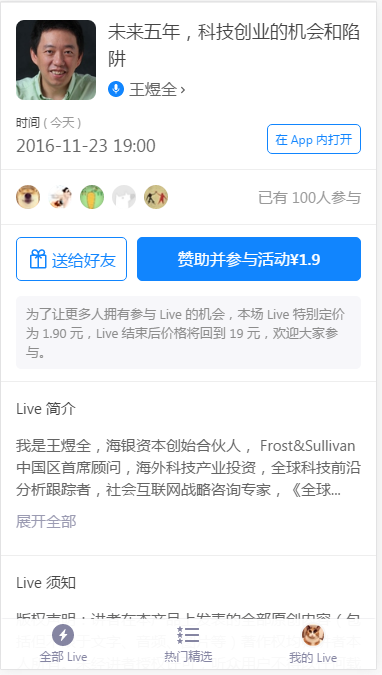 未来五年，科技创业的机会和陷
阱
王煜全 ›
时间 ( 今天 )
2016-11-23 19:00
在 App 内打开
已有 100人参与
送给好友
赞助并参与活动¥1.9
为了让更多人拥有参与 Live 的机会，本场 Live 特别定价
为 1.90 元，Live 结束后价格将回到 19 元，欢迎大家参
与。
Live 简介
我是王煜全，海银资本创始合伙人， Frost&Sullivan
中国区首席顾问，海外科技产业投资，全球科技前沿
分析跟踪者，社会互联网战略咨询专家，《全球...
展开全部
Live 须知
版权声明：讲者在本产品上发表的全部原创内容（包
全部 Live
热门精选
我的 Live